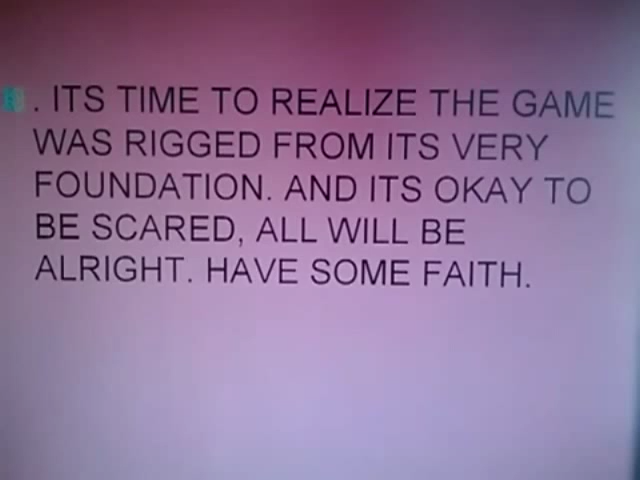 . ITS TIME TO REALIZE THE GAME
WAS RIGGED FROM ITS VERY
FOUNDATION. AND ITS OKAY TO
BE SCARED, ALL WILL BE
ALRIGHT. HAVE SOME FAITH.